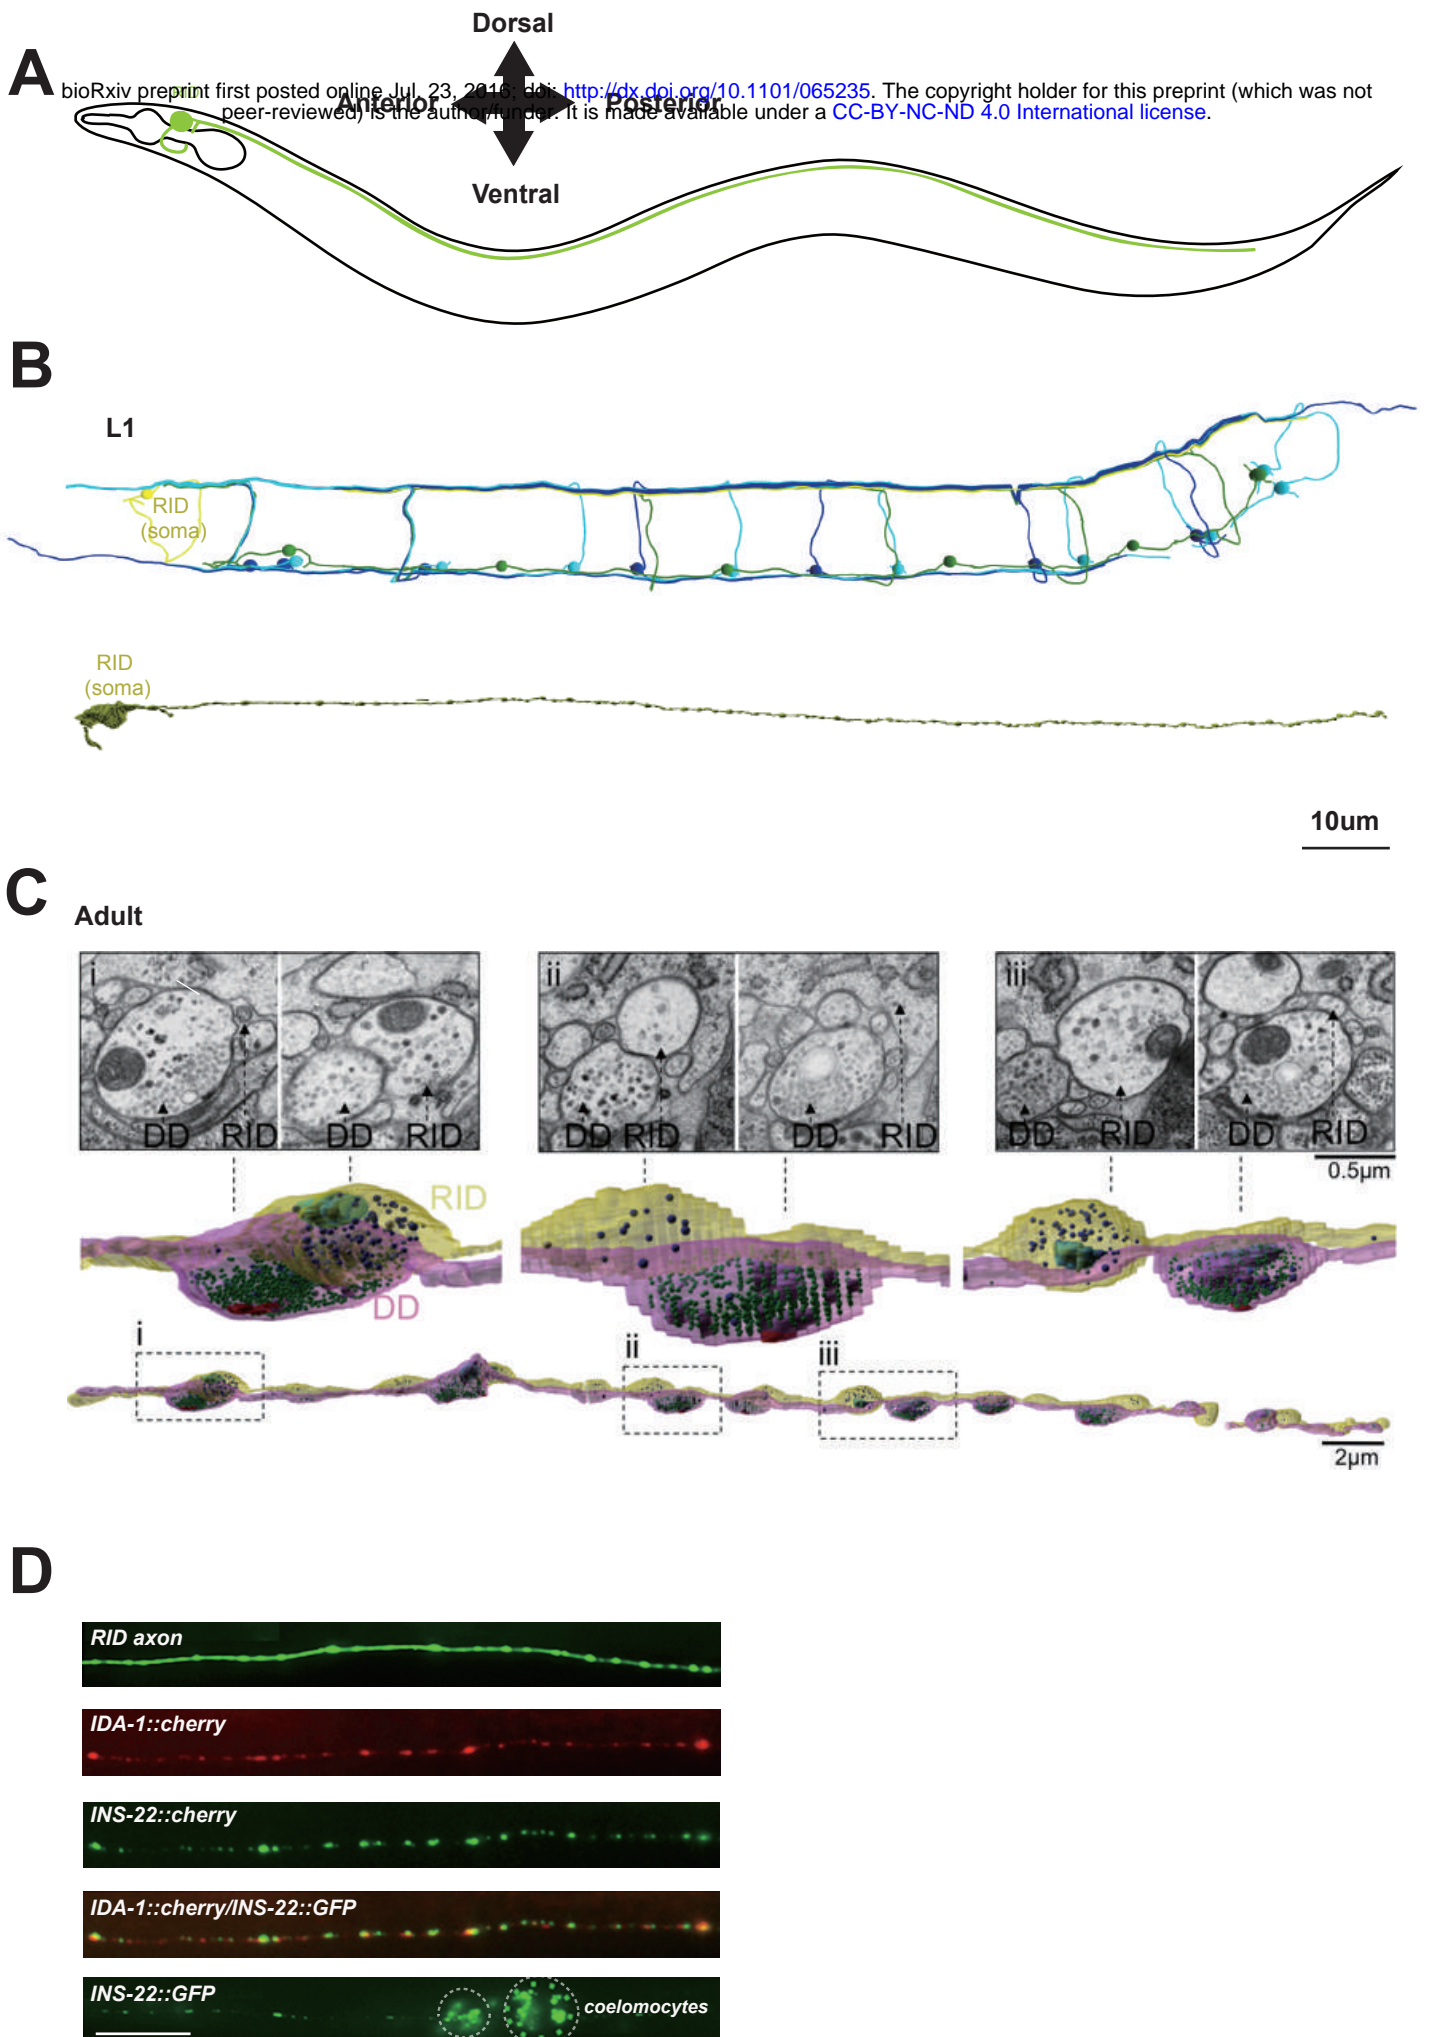 Dorsal
A
bioRxiv preprint first posted online Jul. 23, 2016; doi: http://dx.doi.org/10.1101/065235. The copyright holder for this preprint (which was not
peer-reviewed) is the author/funder. It is made available under a CC-BY-NC-ND 4.0 International license.
RID
Anterior
Posterior
Ventral
B
L1
RID
(soma)
RID
(soma)
10um
C
Adult
i
ii
iii
DD RID DD RID
DD RID DD RID
DD RID DD RID
0.5µm
RID
DD
i
ii
iii
2µm
D
RID axon
IDA-1::cherry
INS-22::cherry
IDA-1::cherry/INS-22::GFP
INS-22::GFP
coelomocytes